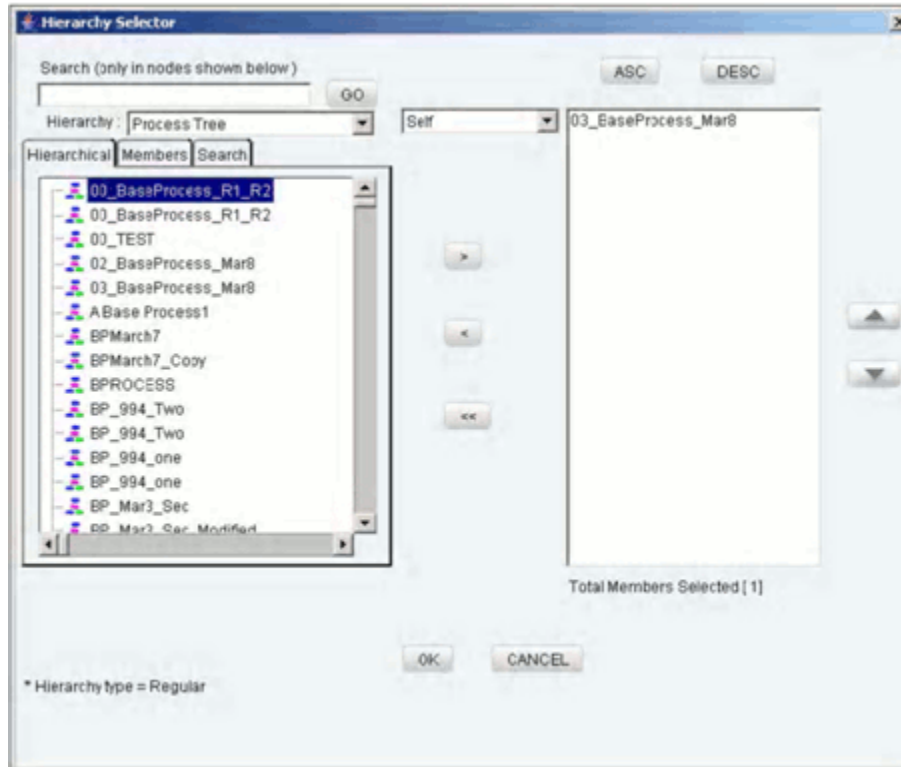 Hierarchy Selector
Search (only in nodes shown below )
GO
ASC
DESC
Hierarchy :
Process Tree
Self
03_BaseProcess_Mar8
Hierarchical
Members
Search
00_BaseProcess_R1_R2
00_BaseProcess_R1_R2
00_TEST
02_BaseProcess_Mar8
03_BaseProcess_Mar8
A Base Process1
BPMarch7
BPMarch7_Copy
BPROCESS
BP_994_Two
BP_994_Two
BP_994_one
BP_994_one
BP_Mar3_Sec
BP_Mar3_Sec_Modified
>
<
<<
Total Members Selected [ 1]
OK
CANCEL
* Hierarchy type = Regular